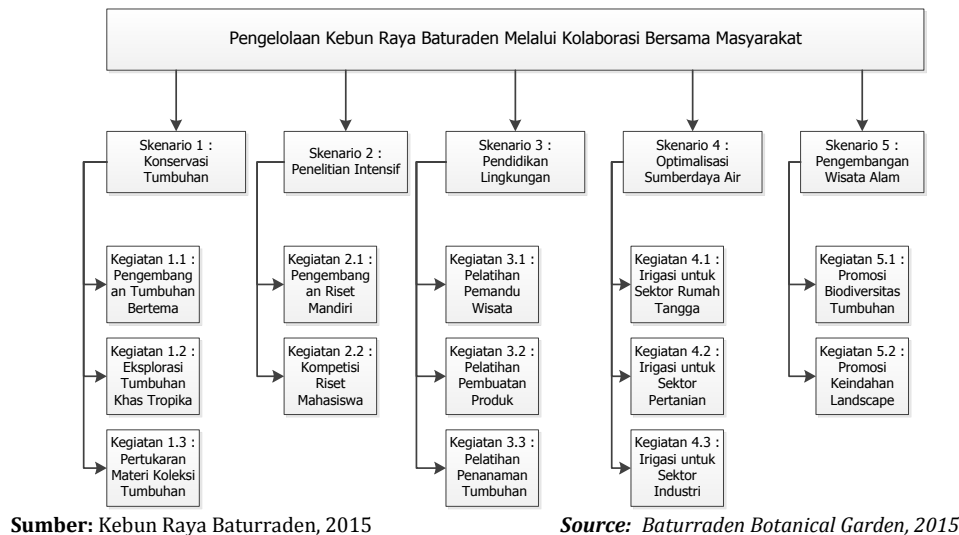 Pengelolaan Kebun Raya Baturaden Melalui Kolaborasi Bersama Masyarakat
Skenario 1 :
Konservasi
Tumbuhan
Skenario 2 :
Penelitian Intensif
Skenario 3 :
Pendidikan
Lingkungan
Skenario 4 :
Optimalisasi
Sumberdaya Air
Skenario 5 :
Pengembangan
Wisata Alam
Kegiatan 1.1 :
Pengembang
an Tumbuhan
Bertema
Kegiatan 2.1 :
Pengembang
an Riset
Mandiri
Kegiatan 3.1 :
Pelatihan
Pemandu
Wisata
Kegiatan 4.1 :
Irigasi untuk
Sektor Rumah
Tangga
Kegiatan 5.1 :
Promosi
Biodiversitas
Tumbuhan
Kegiatan 1.2 :
Eksplorasi
Tumbuhan
Khas Tropika
Kegiatan 2.2 :
Kompetisi
Riset
Mahasiswa
Kegiatan 3.2 :
Pelatihan
Pembuatan
Produk
Kegiatan 4.2 :
Irigasi untuk
Sektor
Pertanian
Kegiatan 5.2 :
Promosi
Keindahan
Landscape
Kegiatan 1.3 :
Pertukaran
Materi Koleksi
Tumbuhan
Kegiatan 3.3 :
Pelatihan
Penanaman
Tumbuhan
Kegiatan 4.3 :
Irigasi untuk
Sektor
Industri
Sumber: Kebun Raya Baturraden, 2015
Source: Baturraden Botanical Garden, 2015